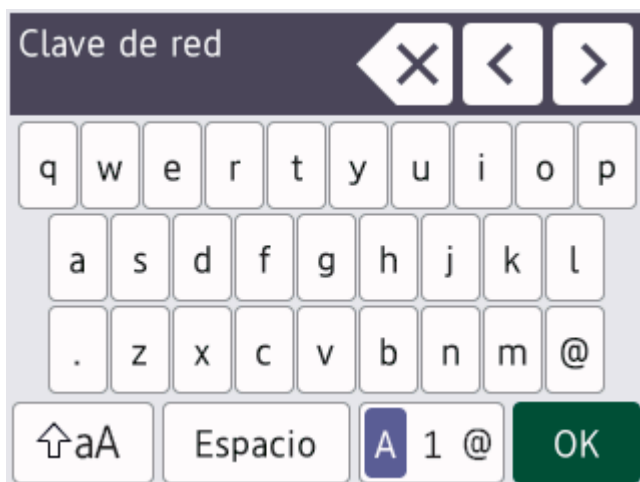 Clave de red
q w e r t y u i o p
a s d f g h j k l
. z x c v b n m @
aA Espacio A 1 @ OK